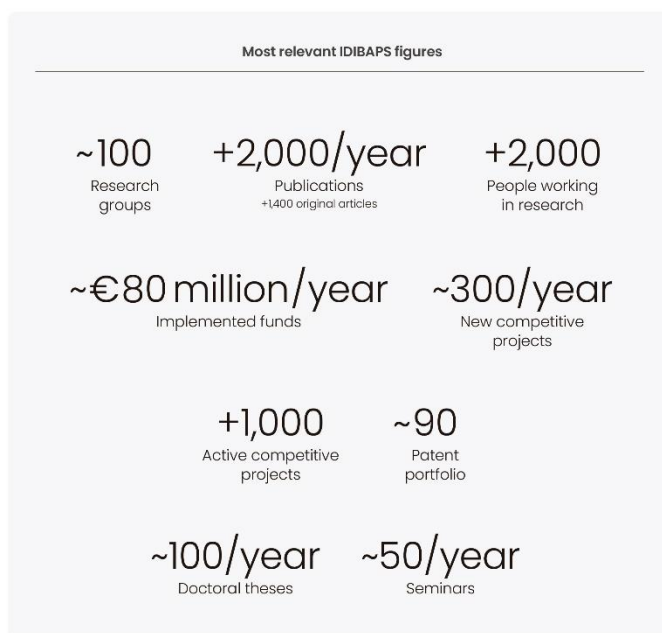 Most relevant IDIBAPS figures
~100
Research
groups
+2,000/year
Publications
+1,400 original articles
+2,000
People working
in research
~€80 million/year
Implemented funds
~300/year
New competitive
projects
+1,000
Active competitive
projects
~90
Patent
portfolio
~100/year
Doctoral theses
~50/year
Seminars